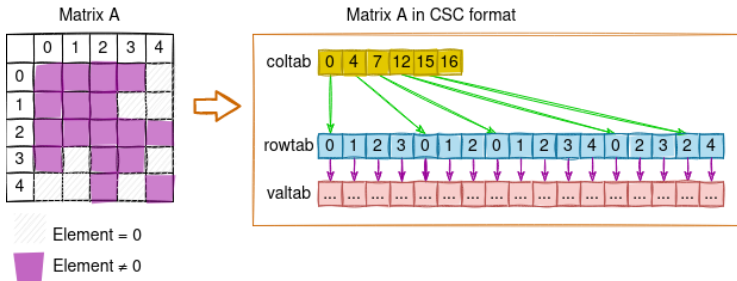 Matrix A
Matrix A in CSC format
0 1 2 3 4
0
1
2
3
4
coltab 0 4 7 12 15 16
rowtab 0 1 2 3 0 1 2 0 1 2 3 4 0 2 3 2 4
valtab ... ... ... ... ... ... ... ... ... ... ... ... ... ... ... ... ...
Element = 0
Element ≠ 0